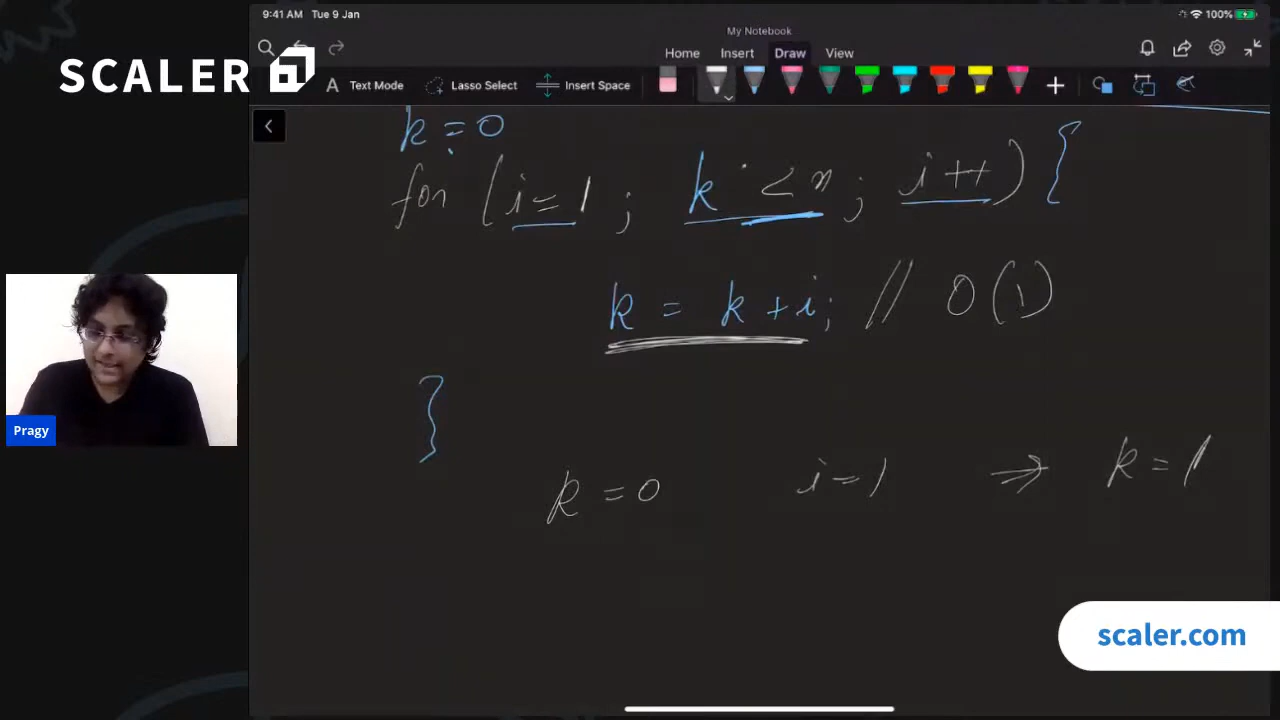 9:41 AM Tue 9 Jan
100%
My Notebook
SCALER
Home Insert Draw View
A Text Mode Lasso Select Insert Space
k = 0
for (i = 1 ; k < n ; i ++) {
k = k + i; // O(1)
}
Pragy
k = 0 i = 1 ⇒ k = 1
scaler.com